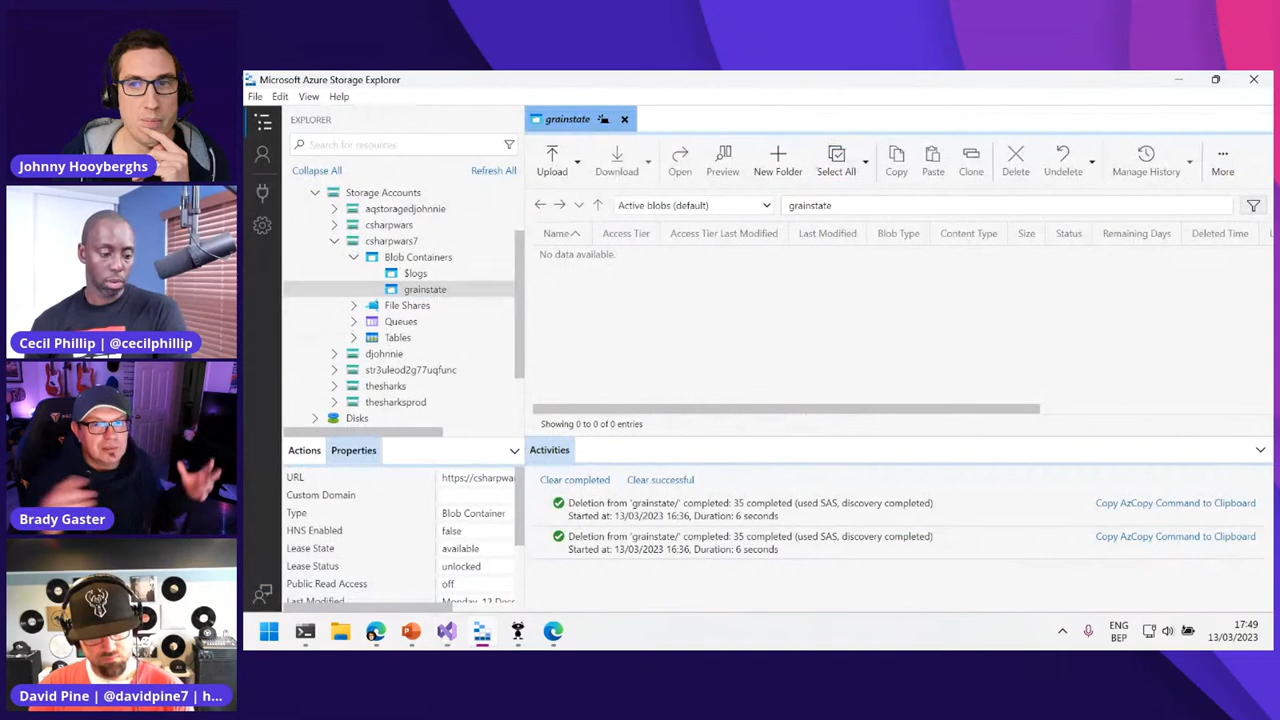 Johnny Hooyberghs
Cecil Phillip | @cecilphillip
Brady Gaster
David Pine | @davidpine7 | h...
Microsoft Azure Storage Explorer
File Edit View Help
EXPLORER
Search for resources
Collapse All Refresh All
Storage Accounts
aqstoragedjohnnie
csharpwars
csharpwars7
Blob Containers
$logs
grainstate
File Shares
Queues
Tables
djohnnie
str3uleod2g77uqfunc
thesharks
thesharksprod
Disks
Actions Properties
URL https://csharpwa
Custom Domain
Type Blob Container
HNS Enabled false
Lease State available
Lease Status unlocked
Public Read Access off
Last Modified Monday, 12 Dec
grainstate
Upload Download Open Preview New Folder Select All Copy Paste Clone Delete Undelete Manage History More
Active blobs (default) grainstate
Name Access Tier Access Tier Last Modified Last Modified Blob Type Content Type Size Status Remaining Days Deleted Time
No data available.
Showing 0 to 0 of 0 entries
Activities
Clear completed Clear successful
Deletion from 'grainstate/' completed: 35 completed (used SAS, discovery completed) Copy AzCopy Command to Clipboard
Started at: 13/03/2023 16:36, Duration: 6 seconds
Deletion from 'grainstate/' completed: 35 completed (used SAS, discovery completed) Copy AzCopy Command to Clipboard
Started at: 13/03/2023 16:36, Duration: 6 seconds
ENG
BEP
17:49
13/03/2023